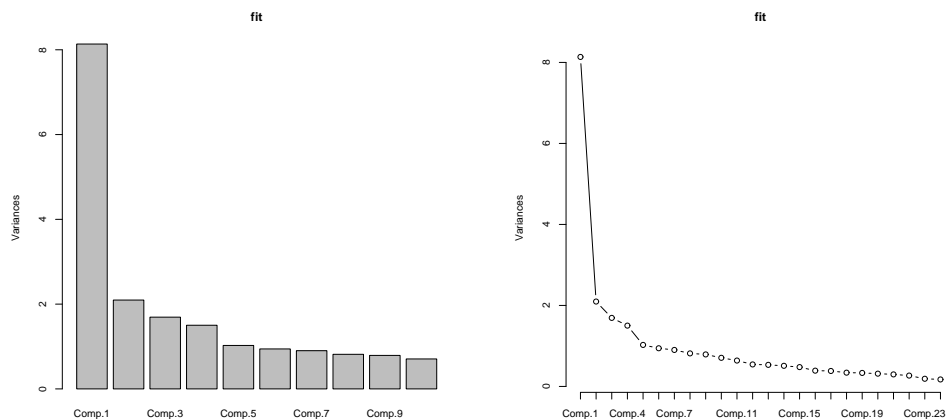 fit
Variances
0
2
4
6
8
Comp.1
Comp.3
Comp.5
Comp.7
Comp.9
fit
Variances
0
2
4
6
8
Comp.1
Comp.4
Comp.7
Comp.11
Comp.15
Comp.19
Comp.23